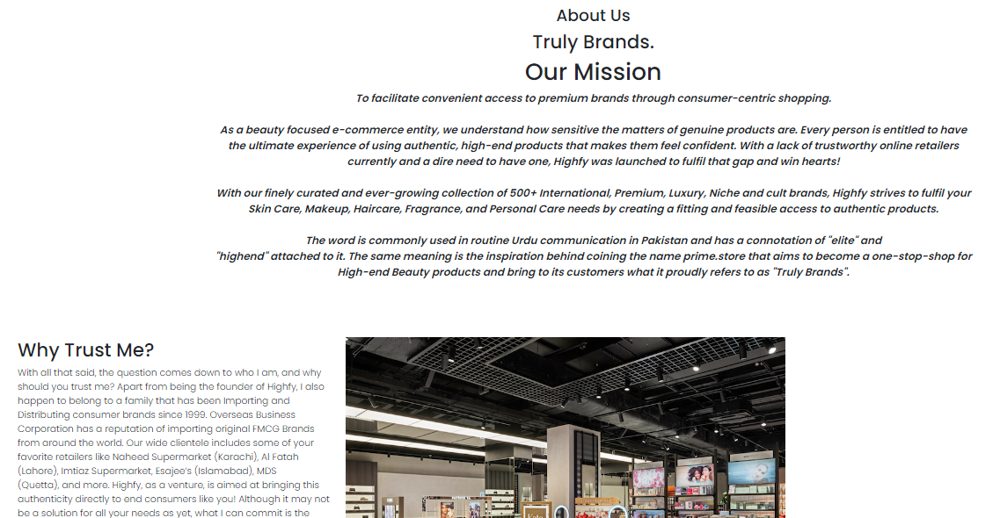 About Us
Truly Brands.
Our Mission
To facilitate convenient access to premium brands through consumer-centric shopping.
As a beauty focused e-commerce entity, we understand how sensitive the matters of genuine products are. Every person is entitled to have
the ultimate experience of using authentic, high-end products that makes them feel confident. With a lack of trustworthy online retailers
currently and a dire need to have one, Highfy was launched to fulfil that gap and win hearts!
With our finely curated and ever-growing collection of 500+ International, Premium, Luxury, Niche and cult brands, Highfy strives to fulfil your
Skin Care, Makeup, Haircare, Fragrance, and Personal Care needs by creating a fitting and feasible access to authentic products.
The word is commonly used in routine Urdu communication in Pakistan and has a connotation of "elite" and
"highend" attached to it. The same meaning is the inspiration behind coining the name prime.store that aims to become a one-stop-shop for
High-end Beauty products and bring to its customers what it proudly refers to as "Truly Brands".
Why Trust Me?
With all that said, the question comes down to who I am, and why
should you trust me? Apart from being the founder of Highfy, I also
happen to belong to a family that has been Importing and
Distributing consumer brands since 1999. Overseas Business
Corporation has a reputation of importing original FMCG Brands
from around the world. Our wide clientele includes some of your
favorite retailers like Naheed Supermarket (Karachi), Al Fatah
(Lahore), Imtiaz Supermarket, Esajee's (Islamabad), MDS
(Quetta), and more. Highfy, as a venture, is aimed at bringing this
authenticity directly to end consumers like you! Although it may not
be a solution for all your needs as yet, what I can commit is the